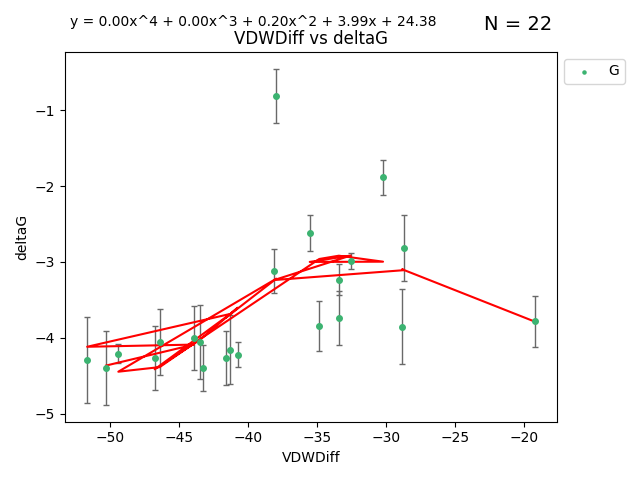 y = 0.00x^4 + 0.00x^3 + 0.20x^2 + 3.99x + 24.38
N = 22
VDWDiff vs deltaG
G
deltaG
−1
−2
−3
−4
−5
−50
−45
−40
−35
−30
−25
−20
VDWDiff